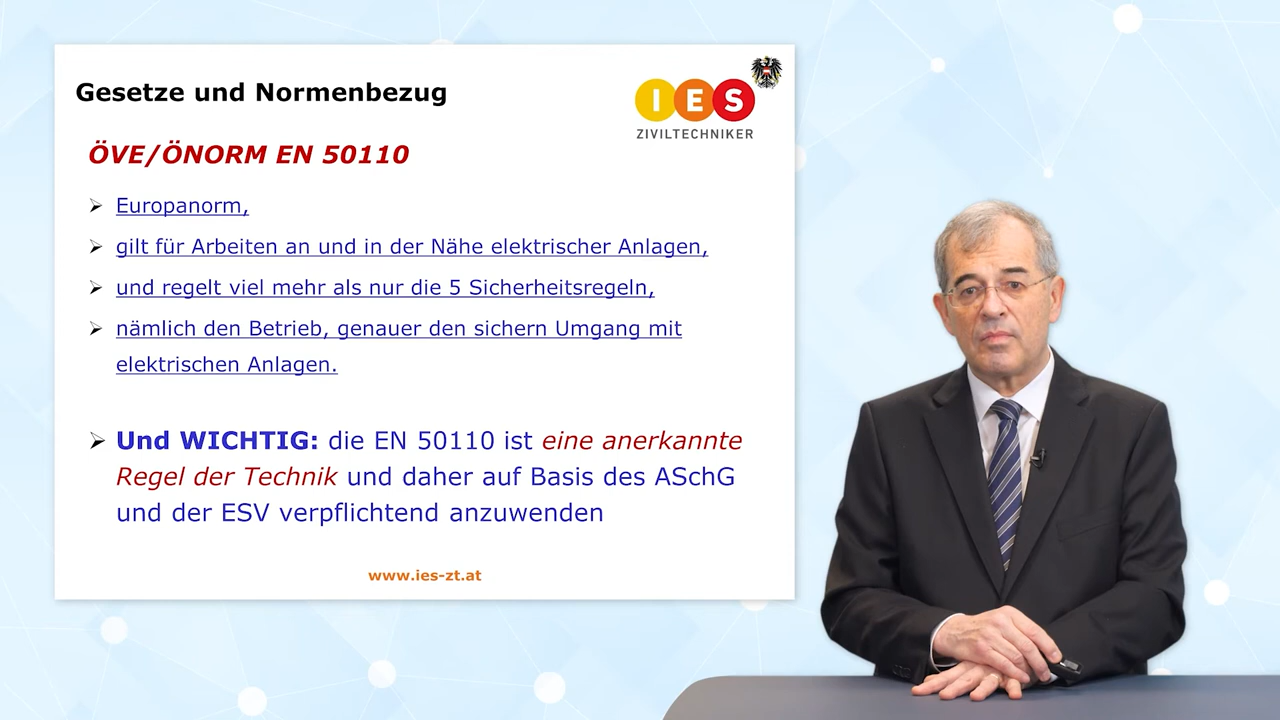 Gesetze und Normenbezug
IES
ZIVILTECHNIKER
ÖVE/ÖNORM EN 50110
Europanorm,
gilt für Arbeiten an und in der Nähe elektrischer Anlagen,
und regelt viel mehr als nur die 5 Sicherheitsregeln,
nämlich den Betrieb, genauer den sichern Umgang mit
elektrischen Anlagen.
Und WICHTIG: die EN 50110 ist eine anerkannte
Regel der Technik und daher auf Basis des ASchG
und der ESV verpflichtend anzuwenden
www.ies-zt.at